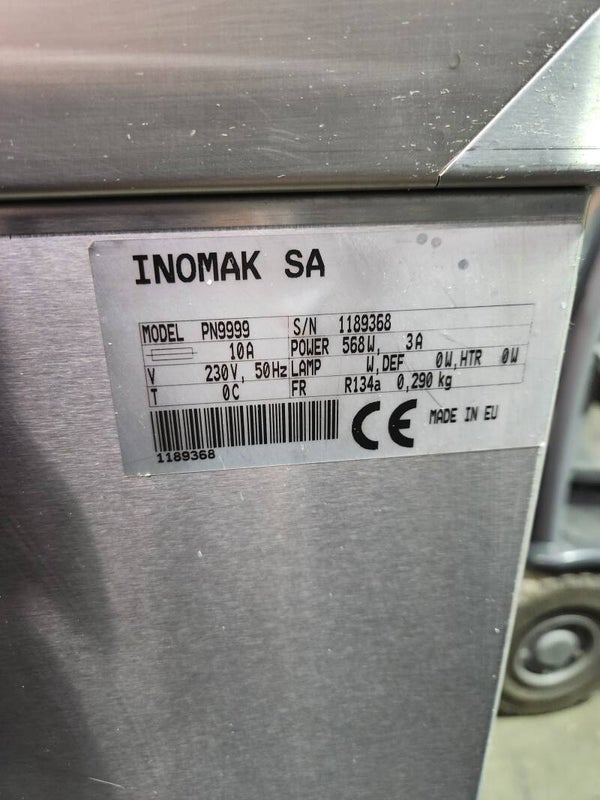 INOMAK SA
MODEL PN9999 S/N 1189368
10A POWER 568W, 3A
V 230V, 50Hz LAMP W,DEF 0W,HTR 0W
T 0C FR R134a 0,290 kg
1189368 CE MADE IN EU